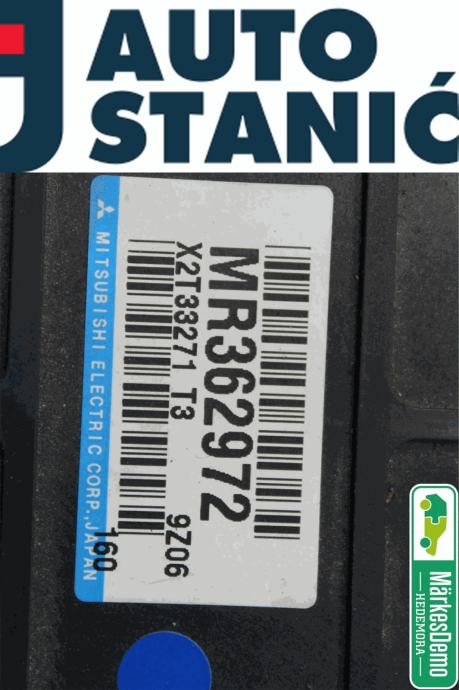 AUTO
STANIĆ
MR362972
X2T33271 T3
9Z06
160
MITSUBISHI ELECTRIC CORP., JAPAN
MärkesDemo
HEDEMORA